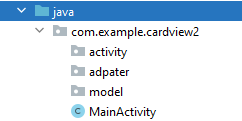 java
com.example.cardview2
activity
adpater
model
C MainActivity